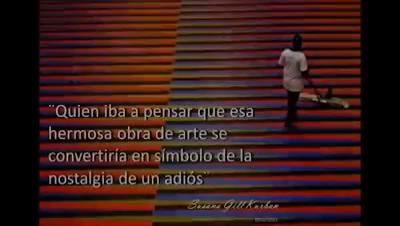 ¨Quien iba a pensar que esa
hermosa obra de arte se
convertiría en símbolo de la
nostalgia de un adiós¨
Susana Gill Kurban